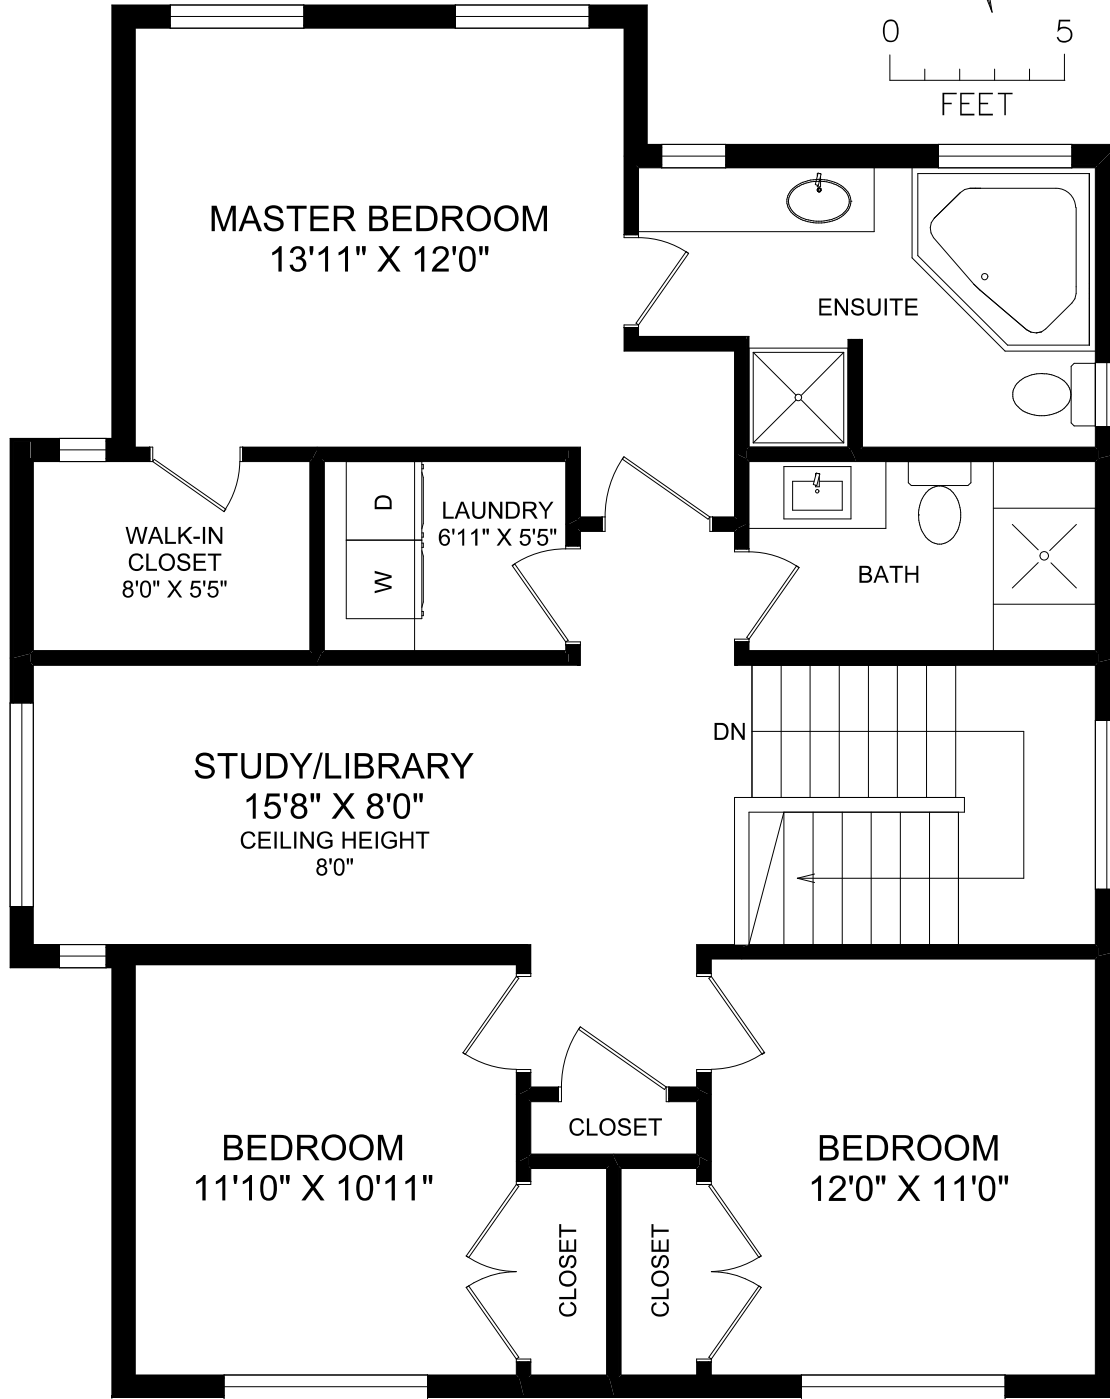 0 5
FEET
MASTER BEDROOM
13'11" X 12'0"
ENSUITE
WALK-IN
CLOSET
8'0" X 5'5"
D
W
LAUNDRY
6'11" X 5'5"
BATH
STUDY/LIBRARY
15'8" X 8'0"
CEILING HEIGHT
8'0"
DN
CLOSET
BEDROOM
11'10" X 10'11"
BEDROOM
12'0" X 11'0"
CLOSET
CLOSET